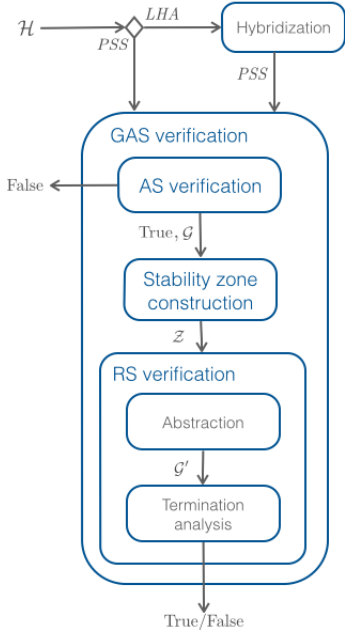 ℋ
LHA
Hybridization
PSS
PSS
GAS verification
AS verification
False
True, 𝒢
Stability zone
construction
𝒵
RS verification
Abstraction
𝒢′
Termination
analysis
True/False